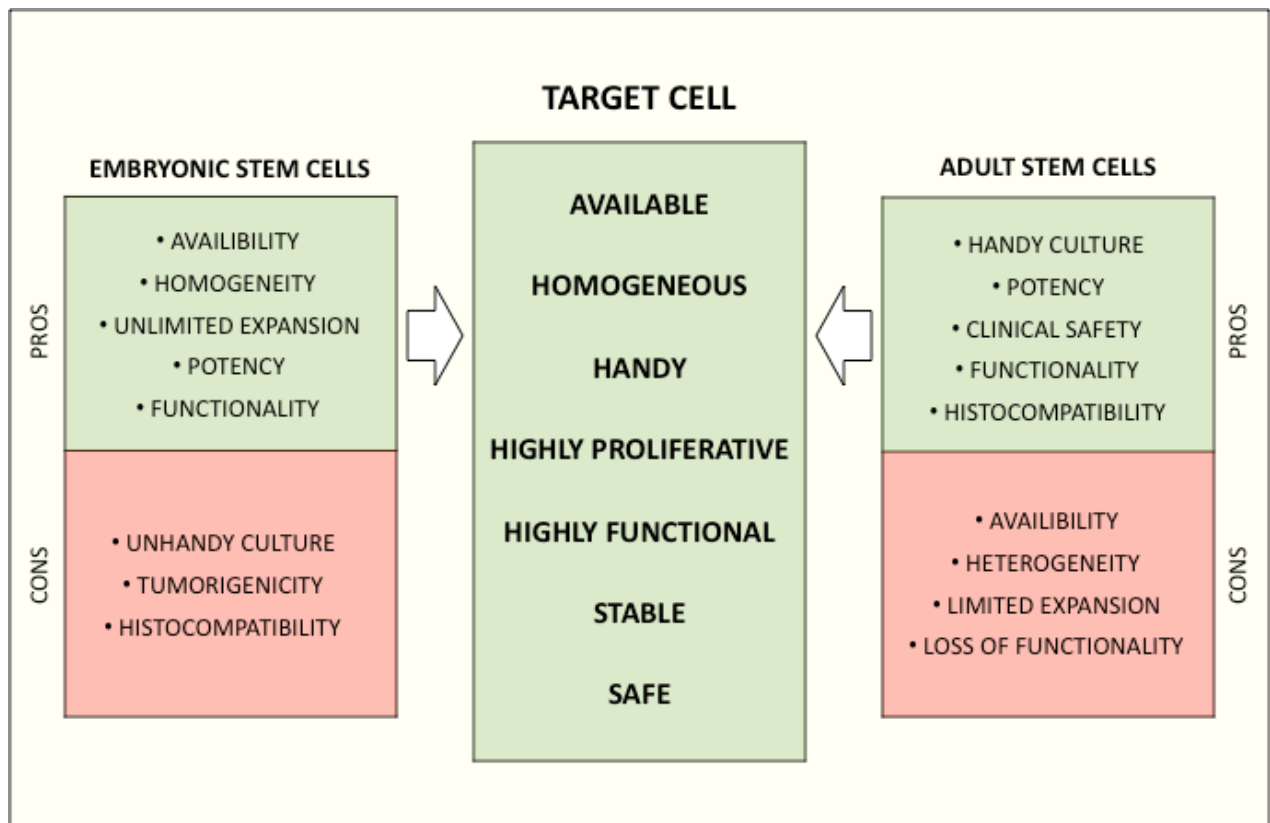 TARGET CELL
EMBRYONIC STEM CELLS
PROS
• AVAILIBILITY
• HOMOGENEITY
• UNLIMITED EXPANSION
• POTENCY
• FUNCTIONALITY
CONS
• UNHANDY CULTURE
• TUMORIGENICITY
• HISTOCOMPATIBILITY
AVAILABLE
HOMOGENEOUS
HANDY
HIGHLY PROLIFERATIVE
HIGHLY FUNCTIONAL
STABLE
SAFE
ADULT STEM CELLS
PROS
• HANDY CULTURE
• POTENCY
• CLINICAL SAFETY
• FUNCTIONALITY
• HISTOCOMPATIBILITY
CONS
• AVAILIBILITY
• HETEROGENEITY
• LIMITED EXPANSION
• LOSS OF FUNCTIONALITY